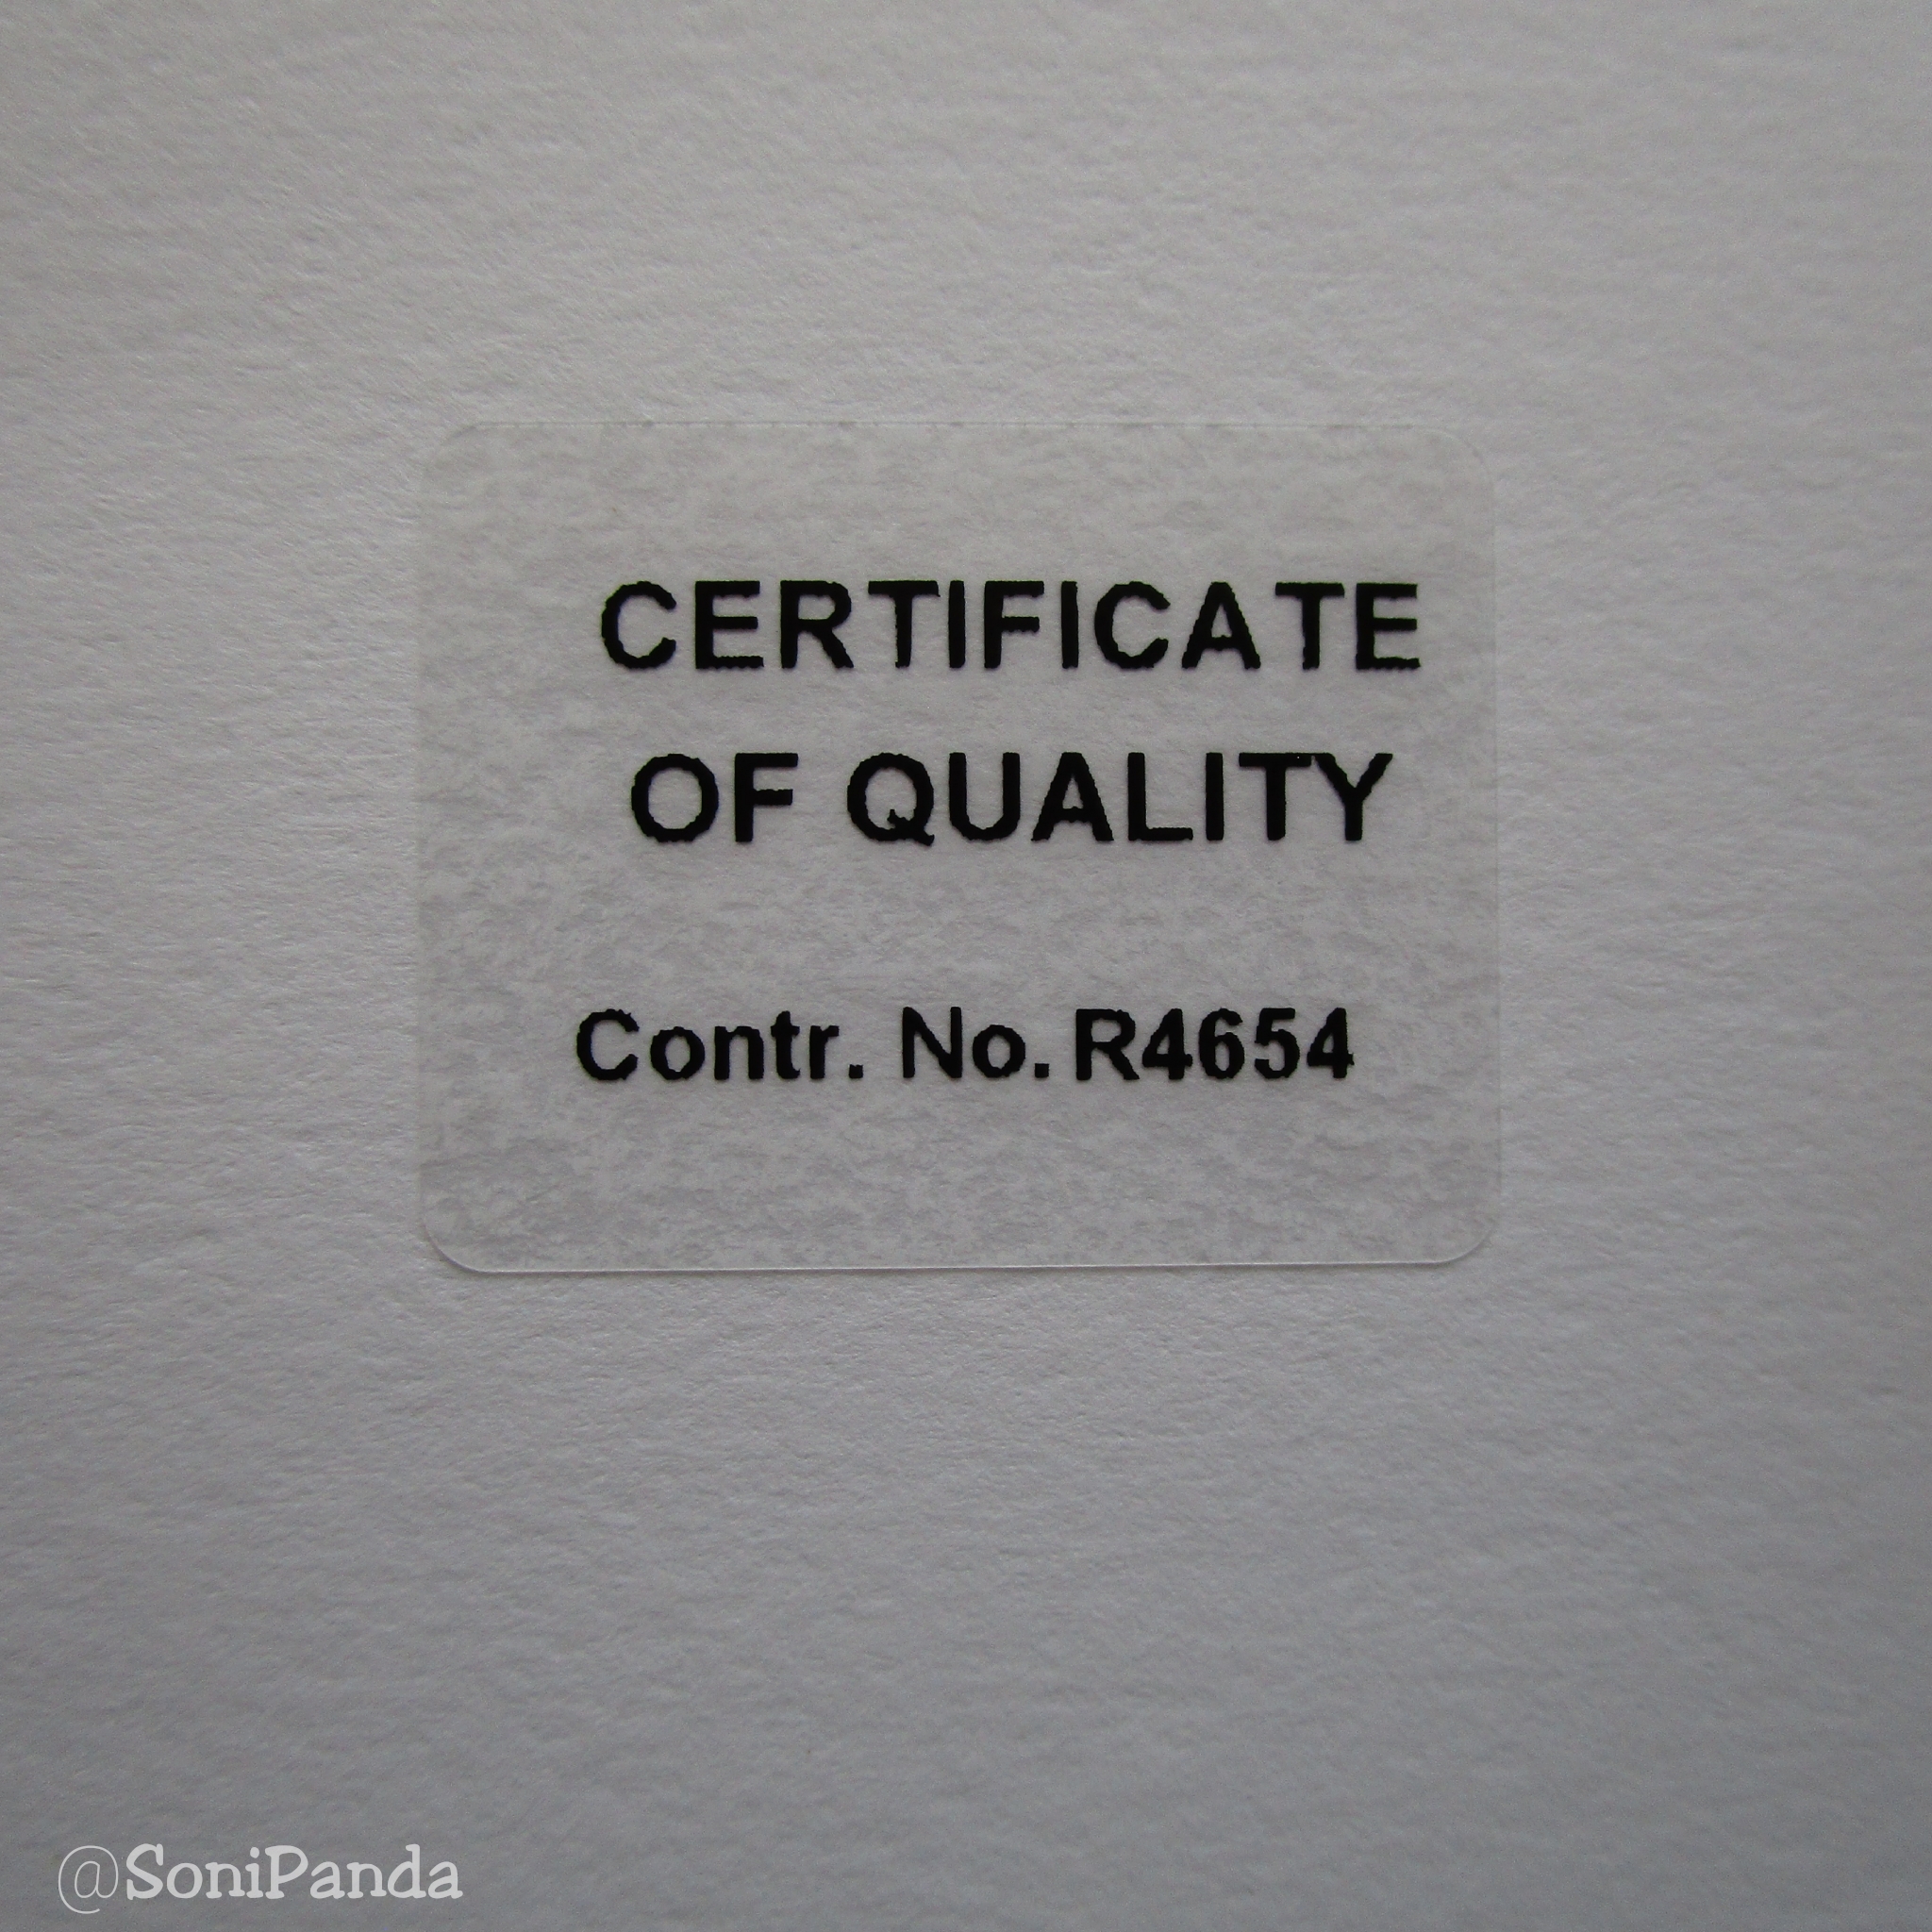 CERTIFICATE
OF QUALITY
Contr. No. R4654
@SoniPanda